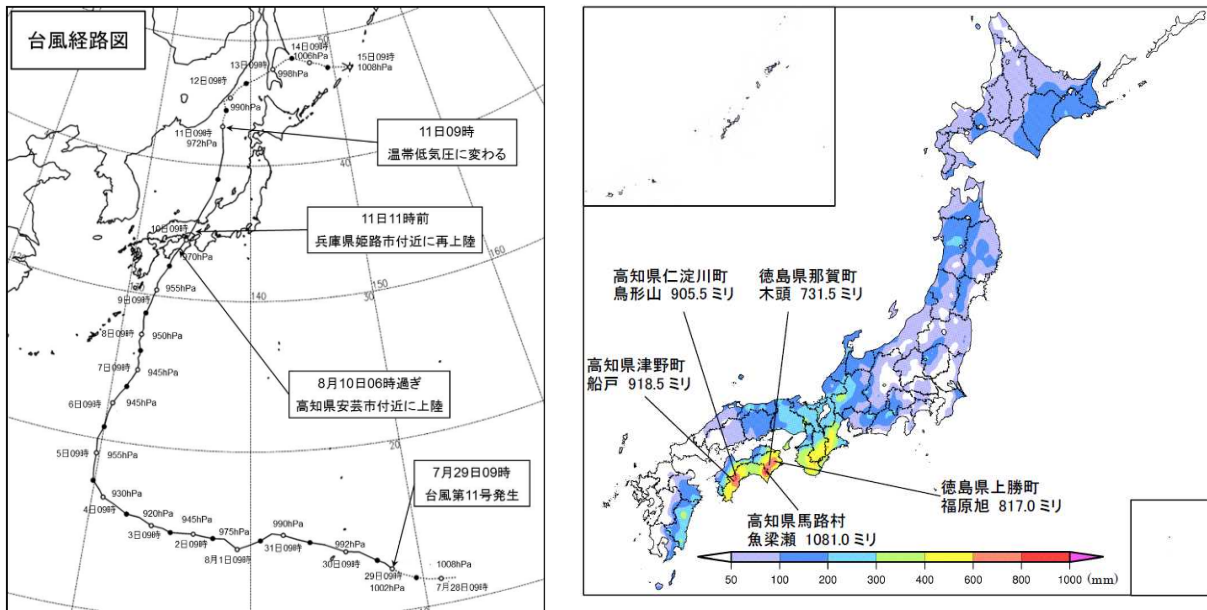 台風経路図
14日09時
1006hPa
15日09時
1008hPa
13日09時
998hPa
12日09時
990hPa
11日09時
972hPa
11日09時
温帯低気圧に変わる
11日11時前
兵庫県姫路市付近に再上陸
10日09時
970hPa
955hPa
9日09時
8日09時
950hPa
7日09時
945hPa
8月10日06時過ぎ
高知県安芸市付近に上陸
6日09時
945hPa
5日09時
955hPa
7月29日09時
台風第11号発生
930hPa
4日09時
920hPa
3日09時
945hPa
2日09時
975hPa
8月1日09時
990hPa
31日09時
992hPa
30日09時
29日09時
1002hPa
1008hPa
7月28日09時
50
40
160
140
150
20
高知県仁淀川町
鳥形山 905.5 ミリ
徳島県那賀町
木頭 731.5 ミリ
高知県津野町
船戸 918.5 ミリ
徳島県上勝町
福原旭 817.0 ミリ
高知県馬路村
魚梁瀬 1081.0 ミリ
50 100 200 300 400 600 800 1000 (mm)